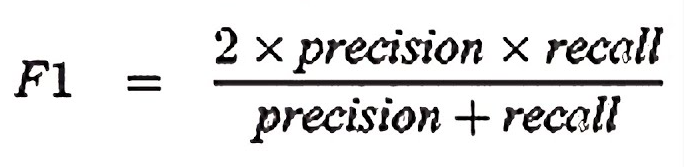 F1 = 2 × precision × recall
precision + recall